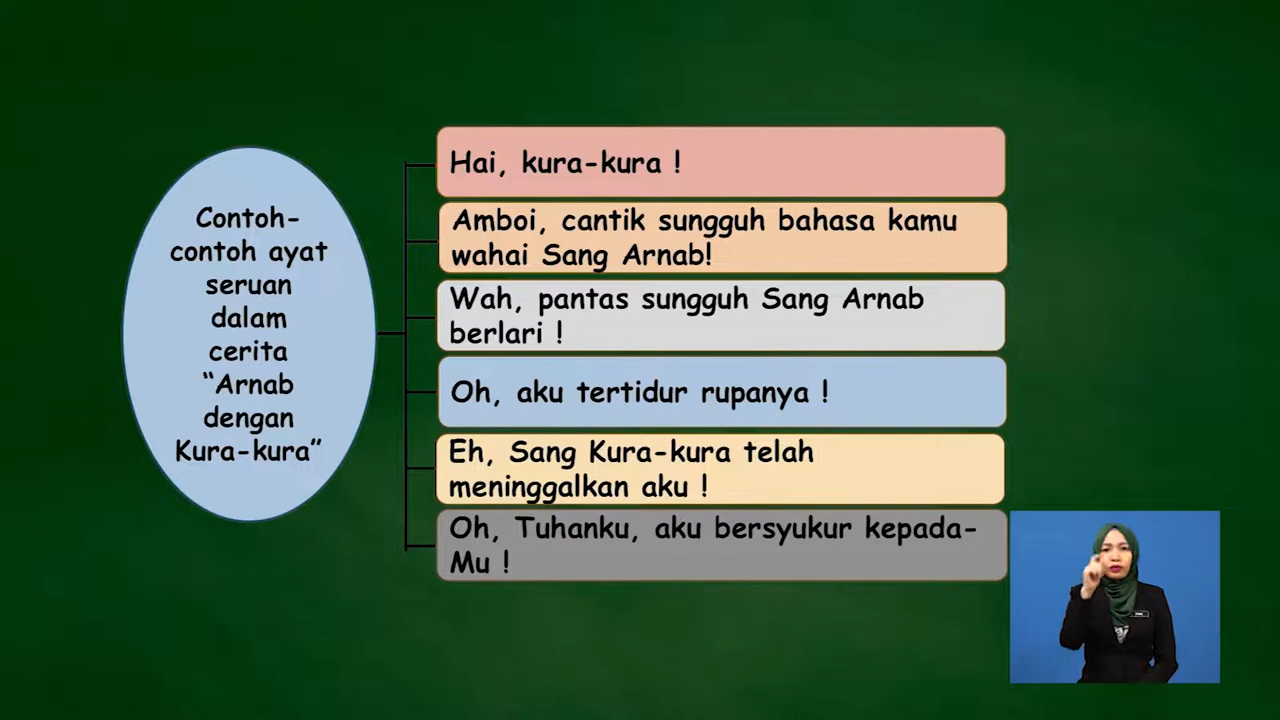 Contoh-
contoh ayat
seruan
dalam
cerita
“Arnab
dengan
Kura-kura”
Hai, kura-kura !
Amboi, cantik sungguh bahasa kamu
wahai Sang Arnab!
Wah, pantas sungguh Sang Arnab
berlari !
Oh, aku tertidur rupanya !
Eh, Sang Kura-kura telah
meninggalkan aku !
Oh, Tuhanku, aku bersyukur kepada-
Mu !